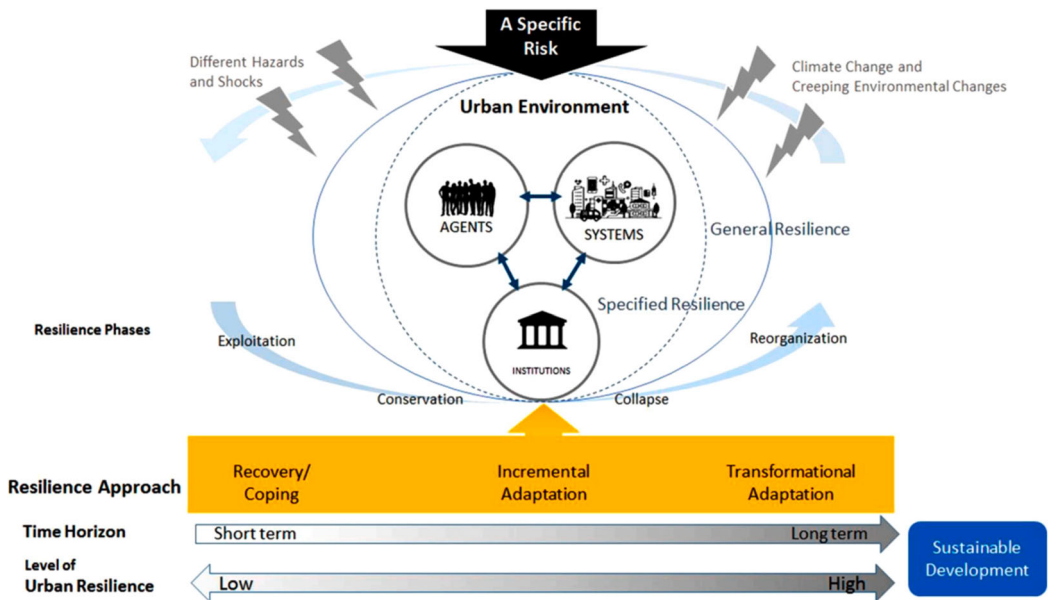 A Specific
Risk
Different Hazards
and Shocks
Climate Change and
Creeping Environmental Changes
Urban Environment
AGENTS
SYSTEMS
General Resilience
Specified Resilience
INSTITUTIONS
Resilience Phases
Exploitation
Reorganization
Conservation
Collapse
Resilience Approach
Recovery/
Coping
Incremental
Adaptation
Transformational
Adaptation
Time Horizon
Short term
Long term
Level of
Urban Resilience
Low
High
Sustainable
Development